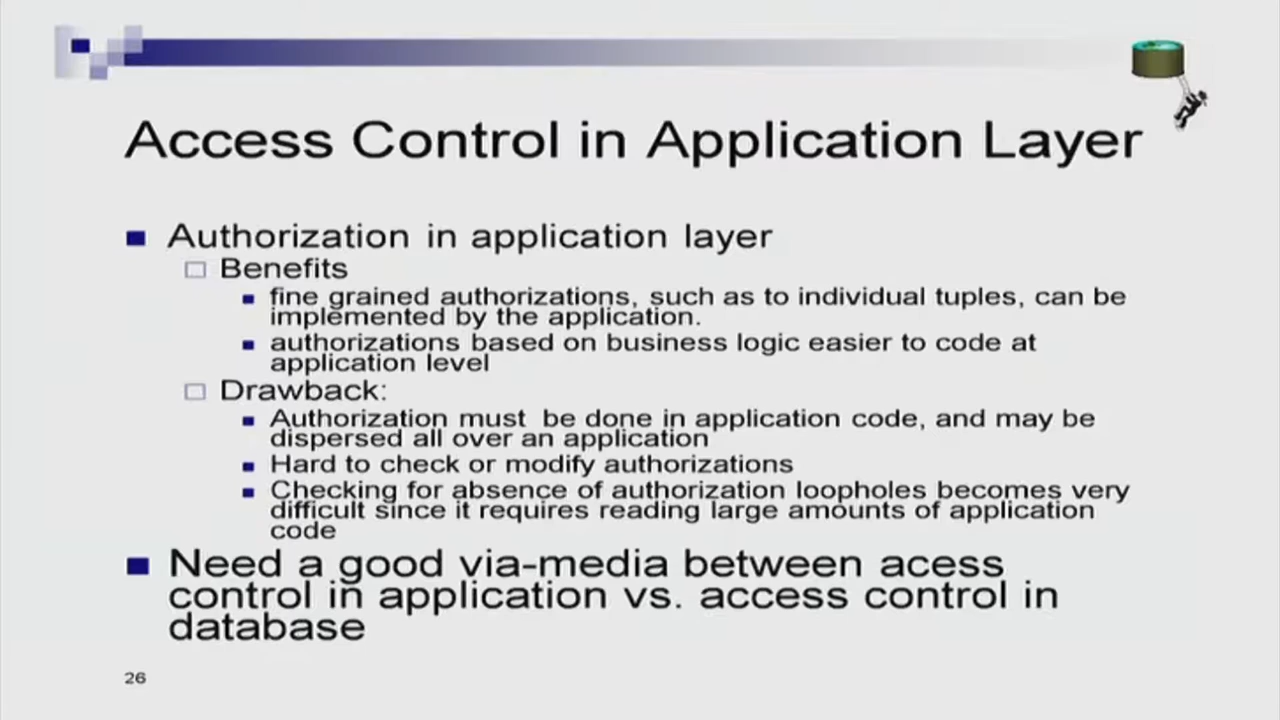 Access Control in Application Layer
Authorization in application layer
Benefits
fine grained authorizations, such as to individual tuples, can be
implemented by the application.
authorizations based on business logic easier to code at
application level
Drawback:
Authorization must be done in application code, and may be
dispersed all over an application
Hard to check or modify authorizations
Checking for absence of authorization loopholes becomes very
difficult since it requires reading large amounts of application
code
Need a good via-media between acess
control in application vs. access control in
database
26